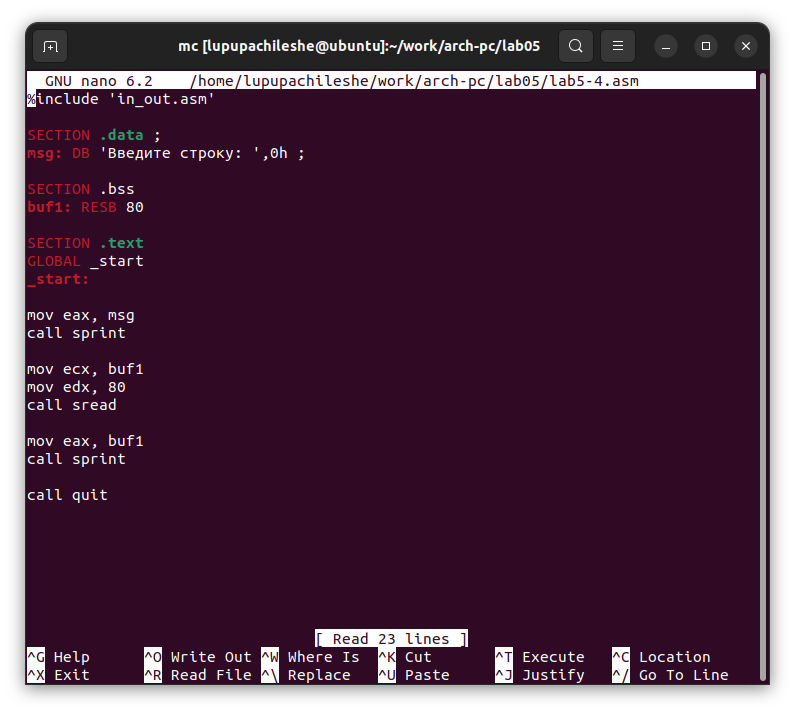 mc [lupupachileshe@ubuntu]:~/work/arch-pc/lab05
GNU nano 6.2 /home/lupupachileshe/work/arch-pc/lab05/lab5-4.asm
%include 'in_out.asm'
SECTION .data ;
msg: DB 'Введите строку: ',0h ;
SECTION .bss
buf1: RESB 80
SECTION .text
GLOBAL _start
_start:
mov eax, msg
call sprint
mov ecx, buf1
mov edx, 80
call sread
mov eax, buf1
call sprint
call quit
[ Read 23 lines ]
^G Help ^O Write Out ^W Where Is ^K Cut ^T Execute ^C Location
^X Exit ^R Read File ^\ Replace ^U Paste ^J Justify ^/ Go To Line